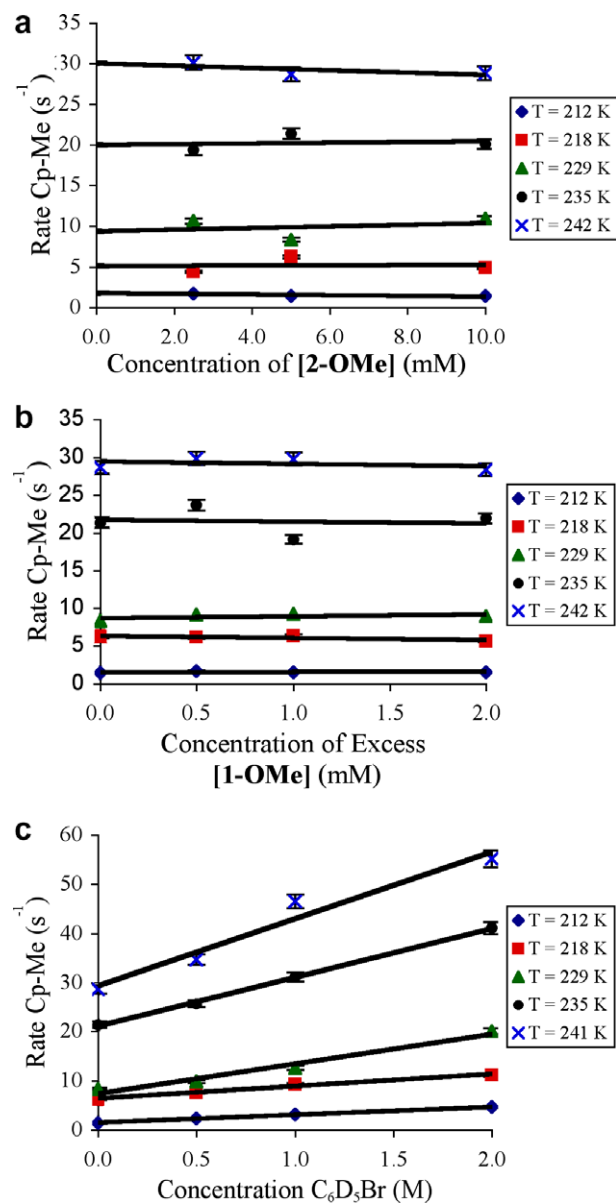 a
Rate Cp-Me (s⁻¹)
35
30
25
20
15
10
5
0
0.0 2.0 4.0 6.0 8.0 10.0
Concentration of [2-OMe] (mM)
T = 212 K
T = 218 K
T = 229 K
T = 235 K
T = 242 K
b
Rate Cp-Me (s⁻¹)
35
30
25
20
15
10
5
0
0.0 0.5 1.0 2.0
Concentration of Excess
[1-OMe] (mM)
T = 212 K
T = 218 K
T = 229 K
T = 235 K
T = 242 K
c
Rate Cp-Me (s⁻¹)
60
50
40
30
20
10
0
0.0 0.5 1.0 2.0
Concentration C₆D₅Br (M)
T = 212 K
T = 218 K
T = 229 K
T = 235 K
T = 241 K